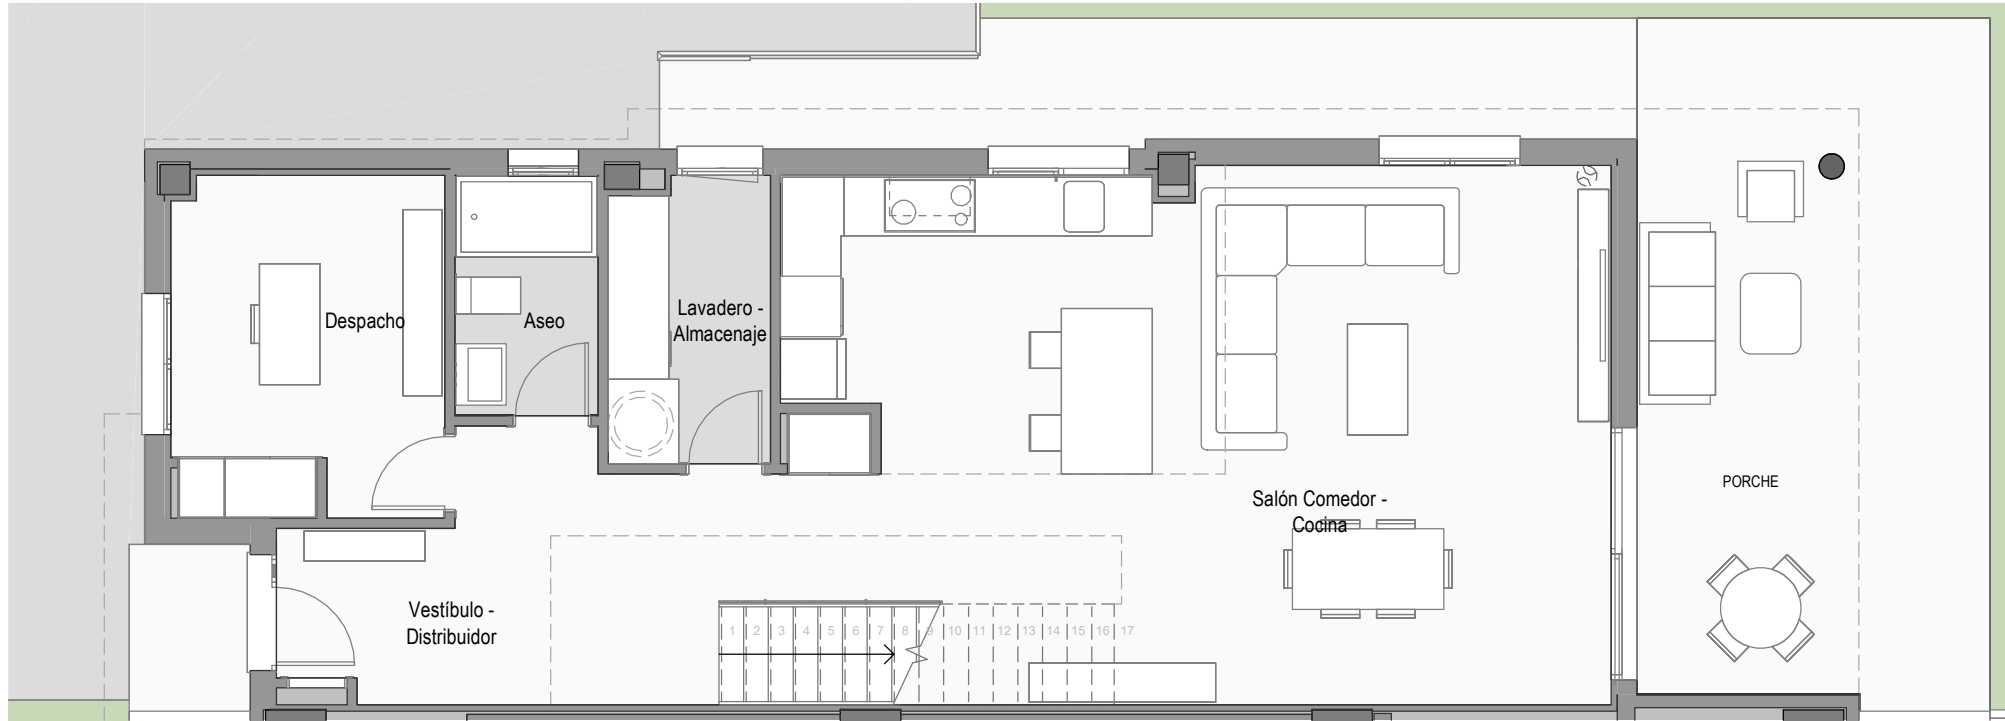 Despacho
Aseo
Lavadero -
Almacenaje
Salón Comedor -
Cocina
PORCHE
Vestíbulo -
Distribuidor
1 2 3 4 5 6 7 8 9 10 11 12 13 14 15 16 17